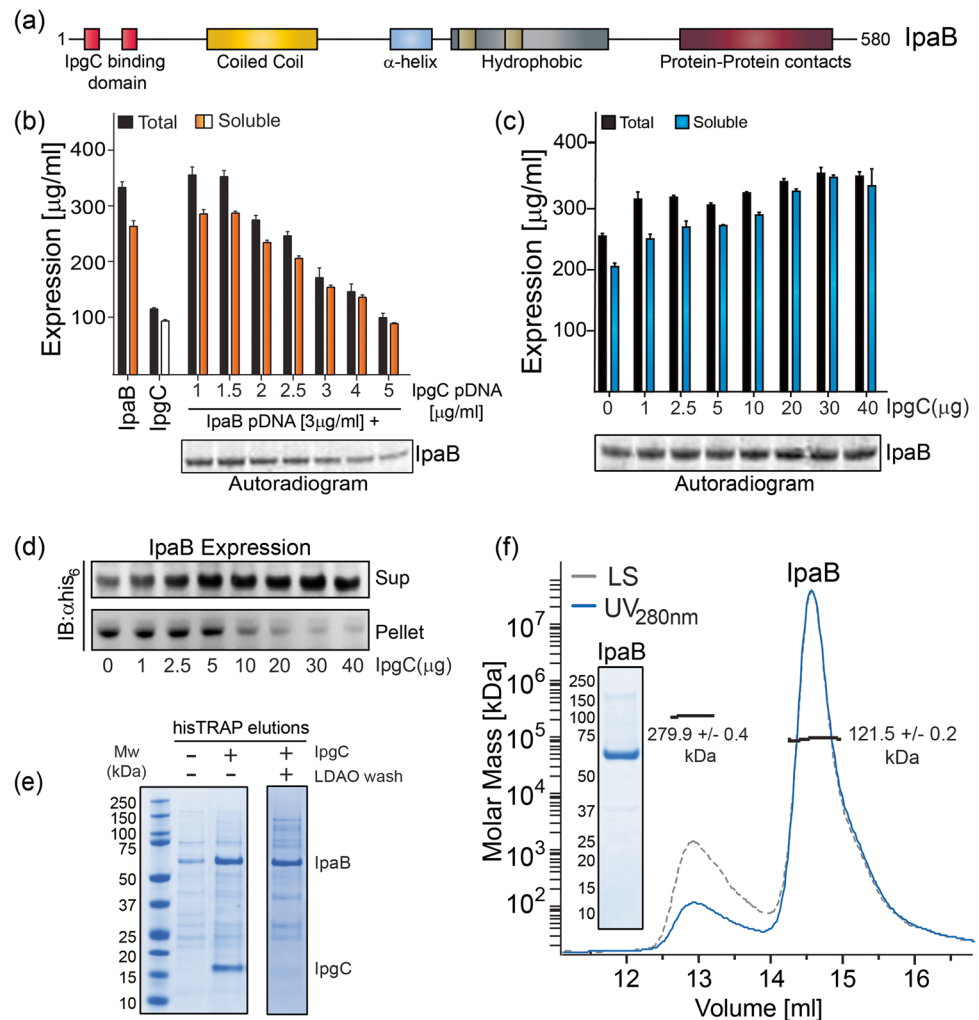 (a)
1
580
IpaB
IpgC binding
domain
Coiled Coil
α-helix
Hydrophobic
Protein-Protein contacts
(b)
Total
Soluble
Expression [µg/ml]
400
300
200
100
IpaB
IpgC
1 1.5 2 2.5 3 4 5
IpgC pDNA
[µg/ml]
IpaB pDNA [3µg/ml] +
IpaB
Autoradiogram
(c)
Total
Soluble
Expression [µg/ml]
400
300
200
100
0 1 2.5 5 10 20 30 40
IpgC(µg)
IpaB
Autoradiogram
(d)
IpaB Expression
IB:αhis6
Sup
Pellet
0 1 2.5 5 10 20 30 40
IpgC(µg)
(e)
hisTRAP elutions
Mw
(kDa)
– + + IpgC
– – + LDAO wash
250
150
100
75
50
37
25
20
15
10
IpaB
IpgC
(f)
LS
UV280nm
IpaB
Molar Mass [kDa]
10^7
10^6
10^5
10^4
10^3
10^2
IpaB
250
150
100
75
50
37
25
20
15
10
279.9 +/- 0.4
kDa
121.5 +/- 0.2
kDa
12 13 14 15 16
Volume [ml]